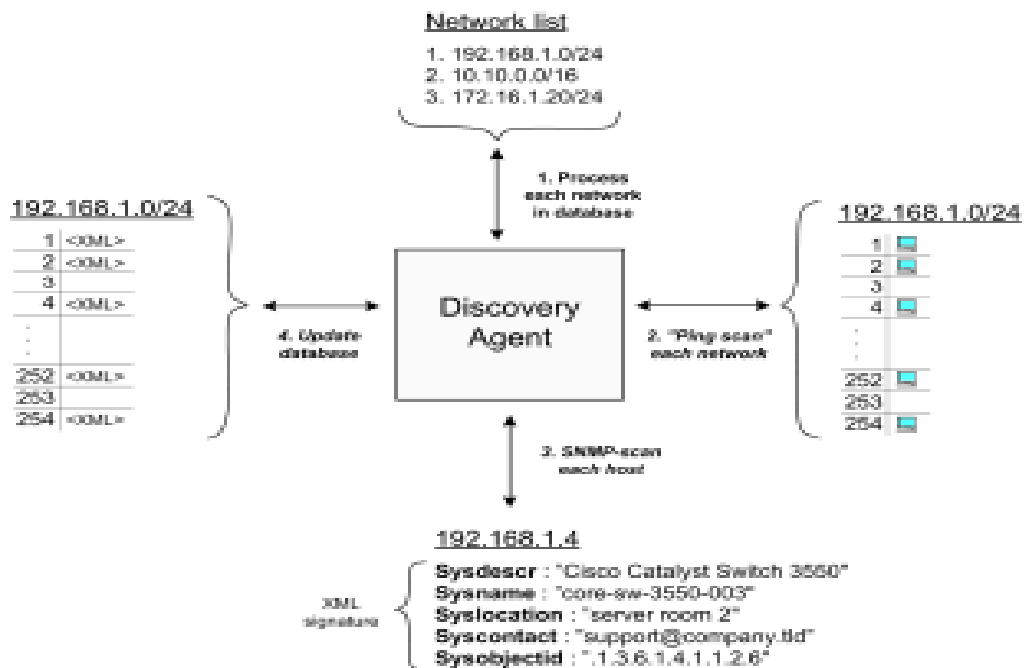 Network list
1. 192.168.1.0/24
2. 10.10.0.0/16
3. 172.16.1.20/24
1. Process
each network
in database
192.168.1.0/24
1 <XML>
2 <XML>
3
4 <XML>
.
.
.
252 <XML>
253
254 <XML>
4. Update
database
Discovery
Agent
2. "Ping scan"
each network
192.168.1.0/24
1
2
3
4
.
.
.
252
253
254
3. SNMP-scan
each host
192.168.1.4
XML
signature
Sysdescr : "Cisco Catalyst Switch 3550"
Sysname : "core-sw-3550-003"
Syslocation : "server room 2"
Syscontact : "support@company.tld"
Sysobjectid : ".1.3.6.1.4.1.1.2.6"